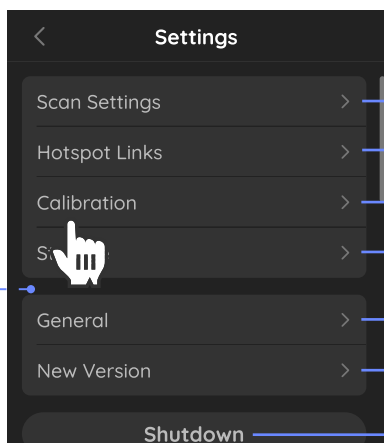 Settings
Scan Settings
Hotspot Links
Calibration
General
New Version
Shutdown